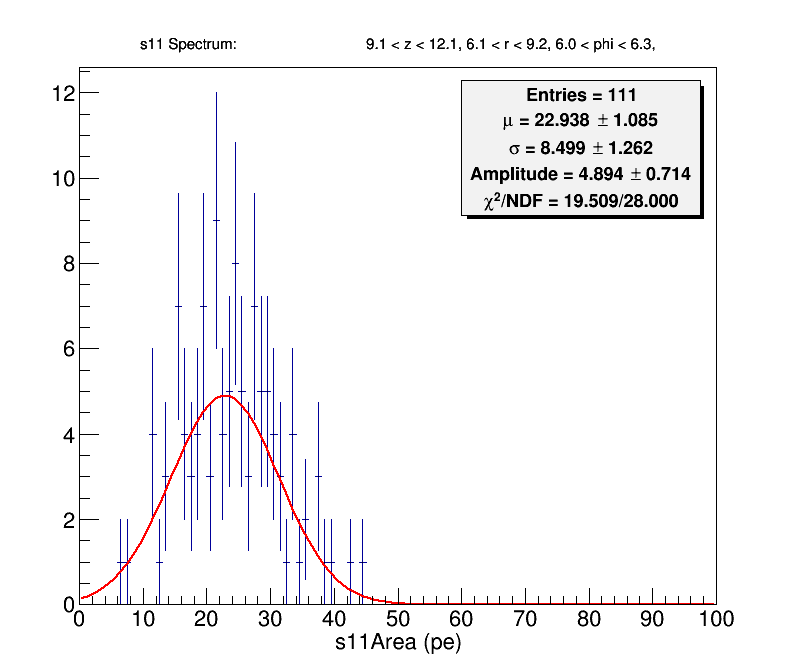 s11 Spectrum: 9.1 < z < 12.1, 6.1 < r < 9.2, 6.0 < phi < 6.3,
Entries = 111
μ = 22.938 ± 1.085
σ = 8.499 ± 1.262
Amplitude = 4.894 ± 0.714
χ²/NDF = 19.509/28.000
12
10
8
6
4
2
0
0 10 20 30 40 50 60 70 80 90 100
s11Area (pe)